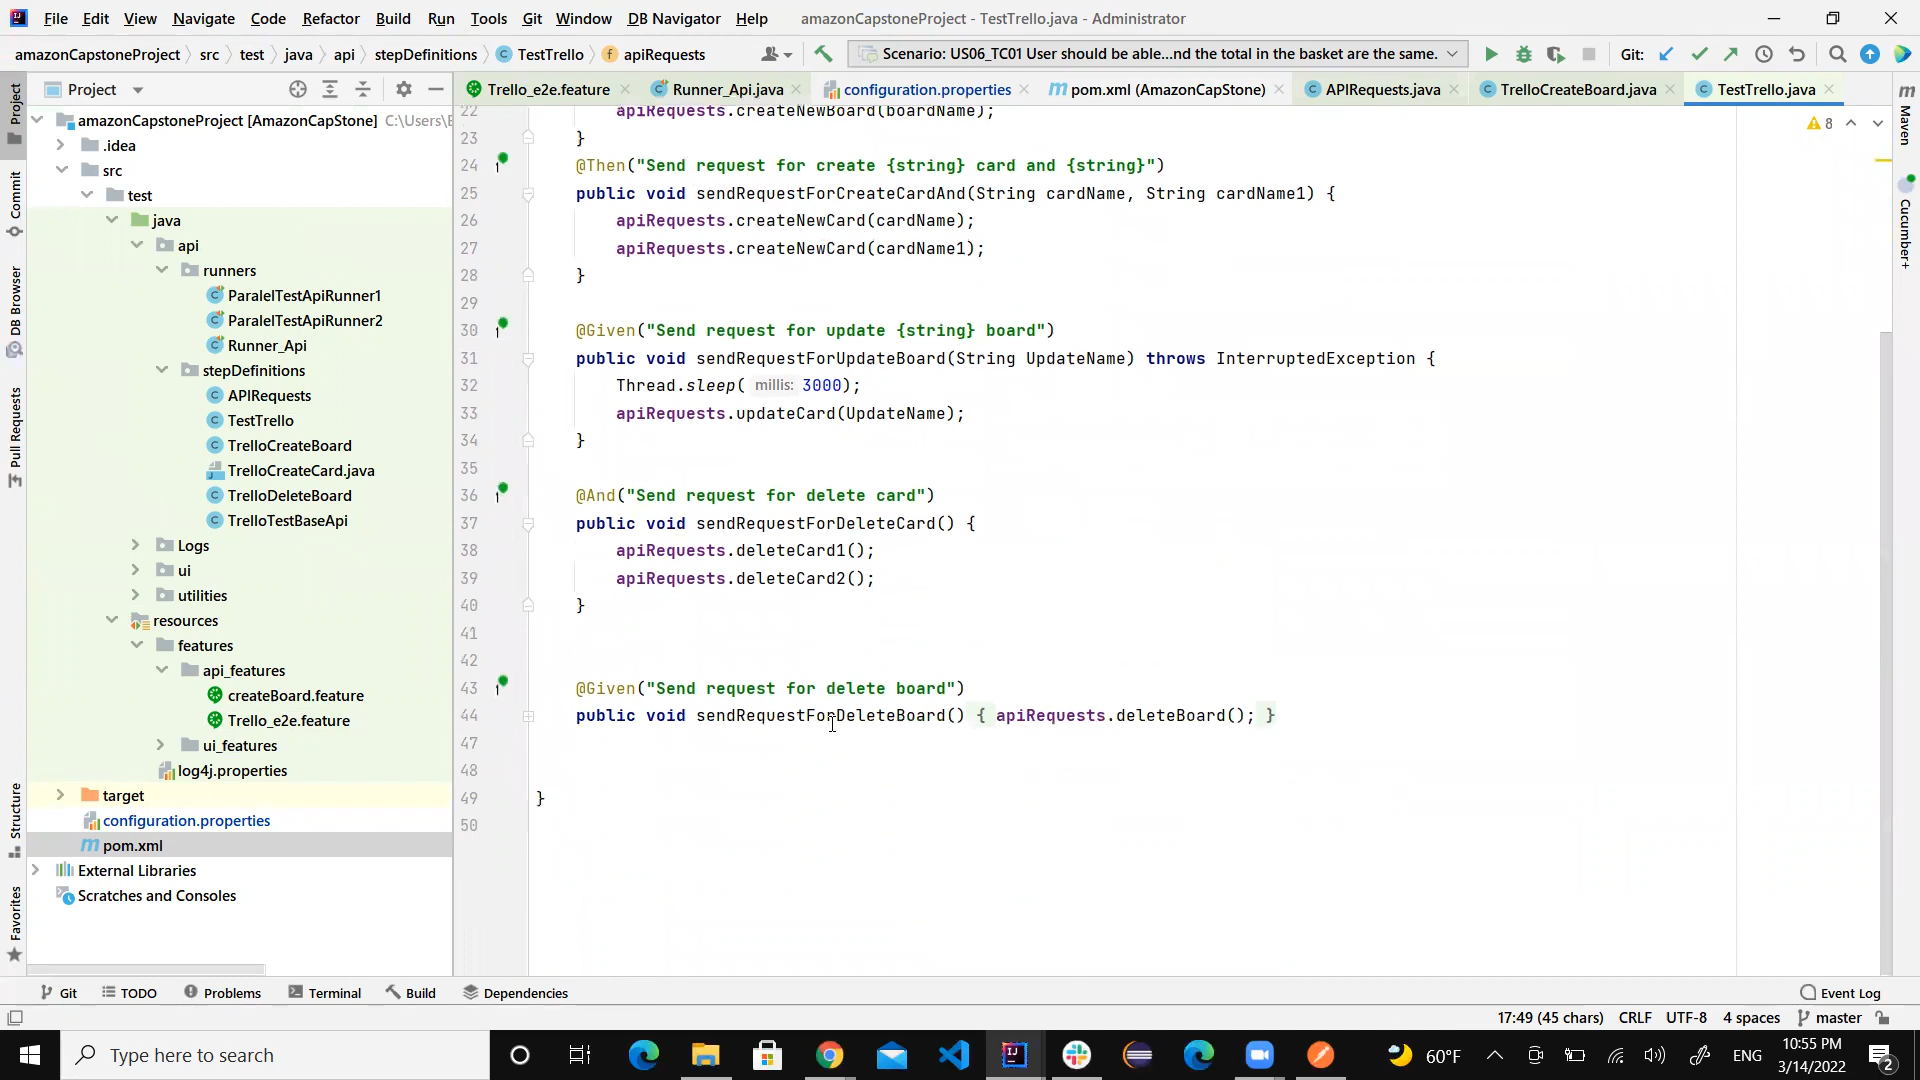 File Edit View Navigate Code Refactor Build Run Tools Git Window DB Navigator Help amazonCapstoneProject - TestTrello.java - Administrator
amazonCapstoneProject src test java api stepDefinitions TestTrello apiRequests Scenario: US06_TC01 User should be able...nd the total in the basket are the same. Git:
Project Trello_e2e.feature Runner_Api.java configuration.properties pom.xml (AmazonCapStone) APIRequests.java TrelloCreateBoard.java TestTrello.java
amazonCapstoneProject [AmazonCapStone] C:\Users\E
.idea
src
test
java
api
runners
ParalelTestApiRunner1
ParalelTestApiRunner2
Runner_Api
stepDefinitions
APIRequests
TestTrello
TrelloCreateBoard
TrelloCreateCard.java
TrelloDeleteBoard
TrelloTestBaseApi
Logs
ui
utilities
resources
features
api_features
createBoard.feature
Trello_e2e.feature
ui_features
log4j.properties
target
configuration.properties
pom.xml
External Libraries
Scratches and Consoles
Project
Commit
DB Browser
Pull Requests
Structure
Favorites
22 apiRequests.createNewBoard(boardName);
23 }
24 @Then("Send request for create {string} card and {string}")
25 public void sendRequestForCreateCardAnd(String cardName, String cardName1) {
26 apiRequests.createNewCard(cardName);
27 apiRequests.createNewCard(cardName1);
28 }
29
30 @Given("Send request for update {string} board")
31 public void sendRequestForUpdateBoard(String UpdateName) throws InterruptedException {
32 Thread.sleep( millis: 3000);
33 apiRequests.updateCard(UpdateName);
34 }
35
36 @And("Send request for delete card")
37 public void sendRequestForDeleteCard() {
38 apiRequests.deleteCard1();
39 apiRequests.deleteCard2();
40 }
41
42
43 @Given("Send request for delete board")
44 public void sendRequestForDeleteBoard() { apiRequests.deleteBoard(); }
47
48
49 }
50
8
m
Maven
Cucumber+
Git TODO Problems Terminal Build Dependencies Event Log
17:49 (45 chars) CRLF UTF-8 4 spaces master
Type here to search
60°F ENG 10:55 PM
3/14/2022
2